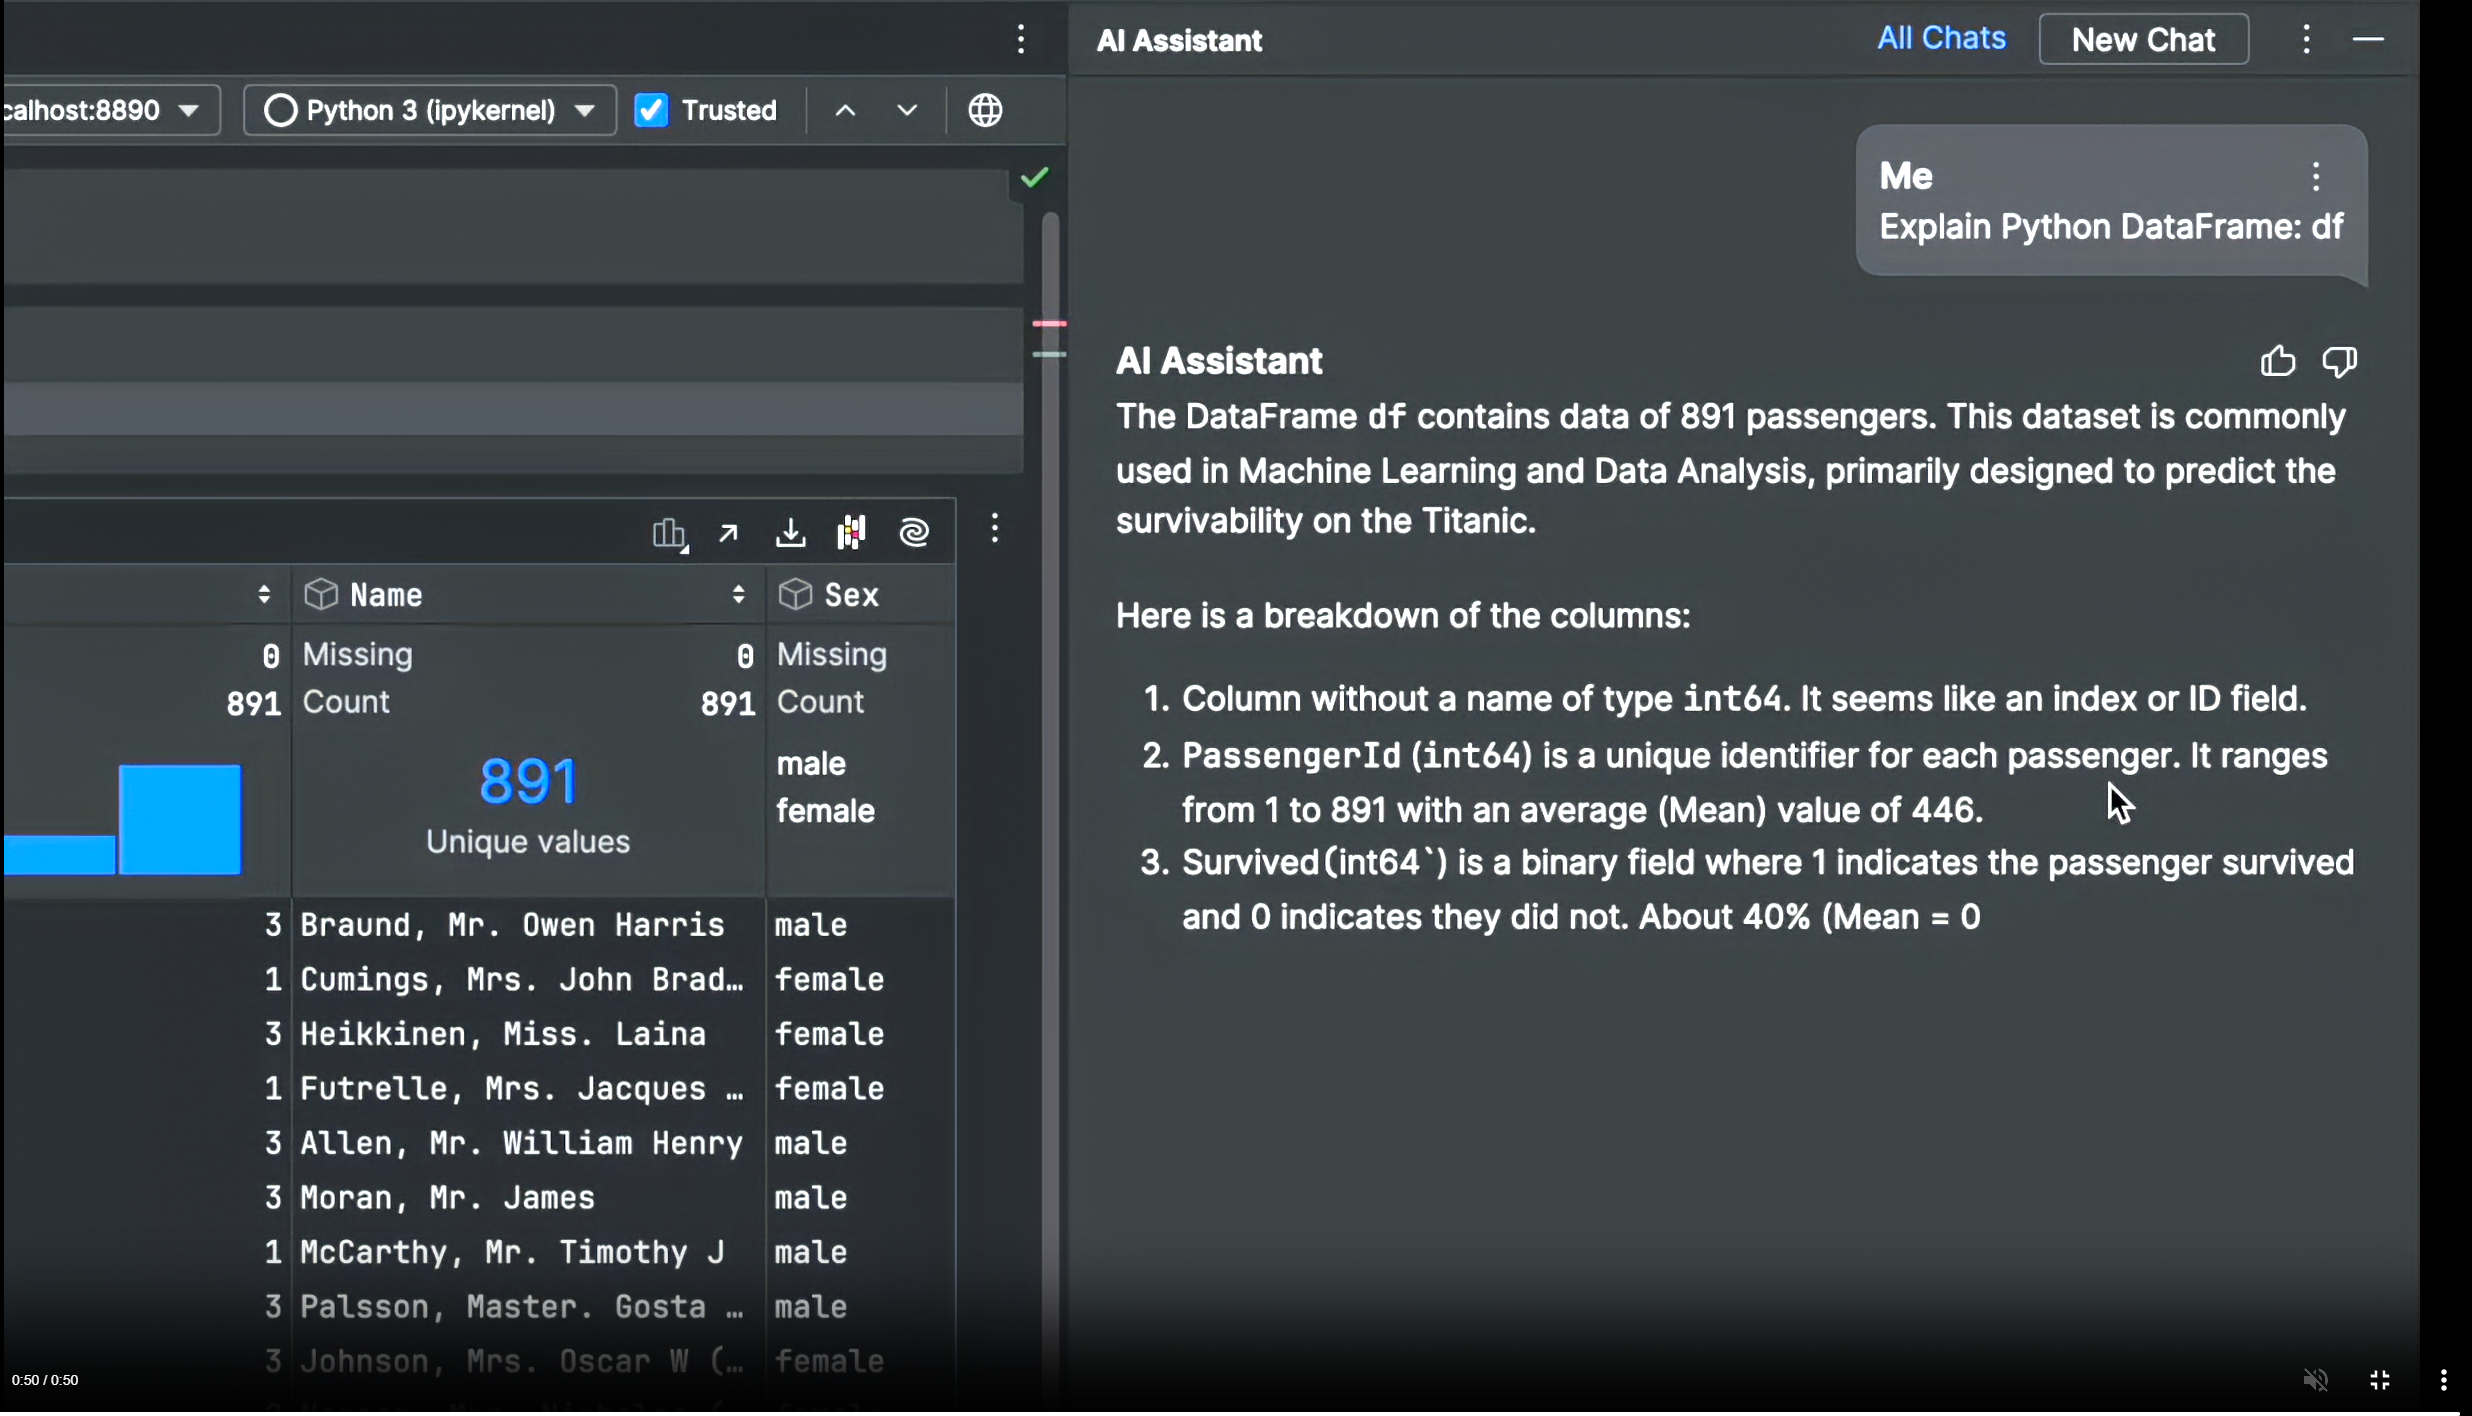 AI Assistant All Chats New Chat
calhost:8890 Python 3 (ipykernel) Trusted
Me
Explain Python DataFrame: df
AI Assistant
The DataFrame df contains data of 891 passengers. This dataset is commonly
used in Machine Learning and Data Analysis, primarily designed to predict the
survivability on the Titanic.
Here is a breakdown of the columns:
1. Column without a name of type int64. It seems like an index or ID field.
2. PassengerId (int64) is a unique identifier for each passenger. It ranges
from 1 to 891 with an average (Mean) value of 446.
3. Survived(int64`) is a binary field where 1 indicates the passenger survived
and 0 indicates they did not. About 40% (Mean = 0
Name Sex
0 Missing 0 Missing
891 Count 891 Count
891
Unique values
male
female
3 Braund, Mr. Owen Harris male
1 Cumings, Mrs. John Brad… female
3 Heikkinen, Miss. Laina female
1 Futrelle, Mrs. Jacques … female
3 Allen, Mr. William Henry male
3 Moran, Mr. James male
1 McCarthy, Mr. Timothy J male
3 Palsson, Master. Gosta … male
3 Johnson, Mrs. Oscar W (… female
0:50 / 0:50